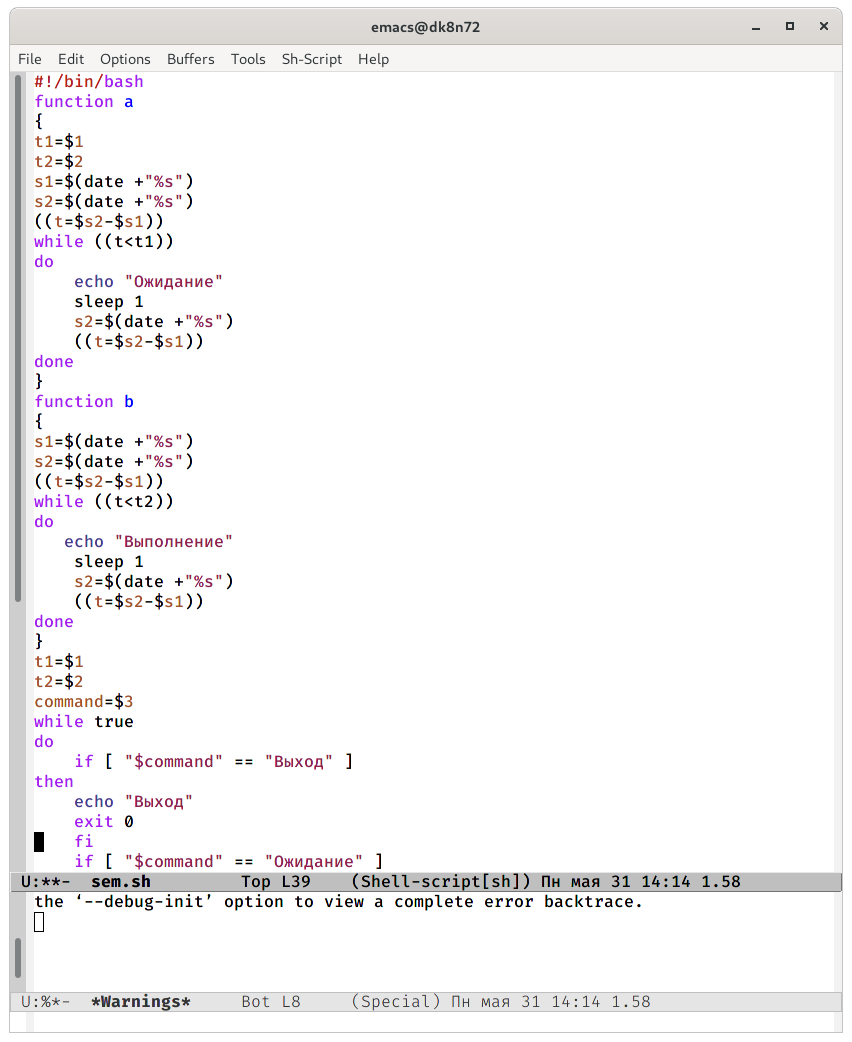 emacs@dk8n72
File Edit Options Buffers Tools Sh-Script Help
#!/bin/bash
function a
{
t1=$1
t2=$2
s1=$(date +"%s")
s2=$(date +"%s")
((t=$s2-$s1))
while ((t<t1))
do
    echo "Ожидание"
    sleep 1
    s2=$(date +"%s")
    ((t=$s2-$s1))
done
}
function b
{
s1=$(date +"%s")
s2=$(date +"%s")
((t=$s2-$s1))
while ((t<t2))
do
   echo "Выполнение"
    sleep 1
    s2=$(date +"%s")
    ((t=$s2-$s1))
done
}
t1=$1
t2=$2
command=$3
while true
do
    if [ "$command" == "Выход" ]
then
    echo "Выход"
    exit 0
    fi
    if [ "$command" == "Ожидание" ]
U:**-  sem.sh         Top L39    (Shell-script[sh]) Пн мая 31 14:14 1.58
the ‘--debug-init’ option to view a complete error backtrace.
U:%*-  *Warnings*     Bot L8     (Special) Пн мая 31 14:14 1.58